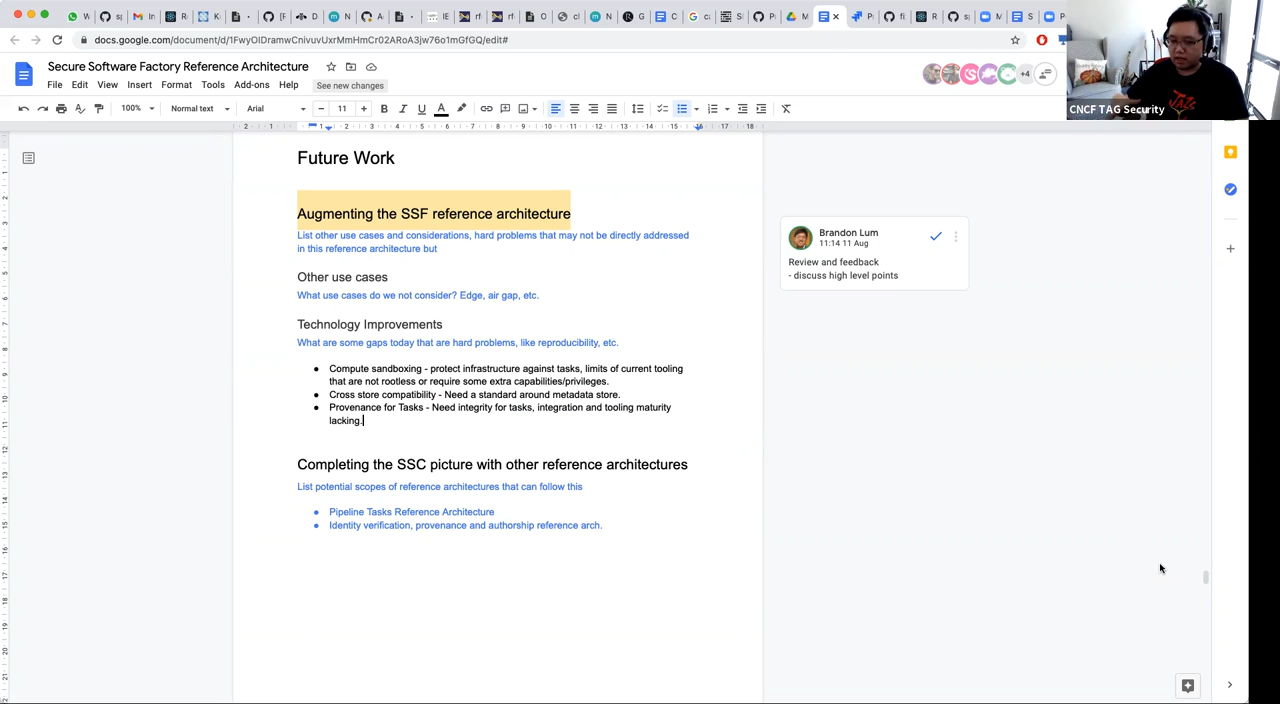 docs.google.com/document/d/1FwyOIDramwCnivuvUxrMmHmCr02ARoA3jw76o1mGfGQ/edit#
Secure Software Factory Reference Architecture
File Edit View Insert Format Tools Add-ons Help See new changes
+4
CNCF TAG Security
100% Normal text Arial 11
Future Work
Augmenting the SSF reference architecture
List other use cases and considerations, hard problems that may not be directly addressed
in this reference architecture but
Other use cases
What use cases do we not consider? Edge, air gap, etc.
Technology Improvements
What are some gaps today that are hard problems, like reproducibility, etc.
● Compute sandboxing - protect infrastructure against tasks, limits of current tooling
that are not rootless or require some extra capabilities/privileges.
● Cross store compatibility - Need a standard around metadata store.
● Provenance for Tasks - Need integrity for tasks, integration and tooling maturity
lacking.
Completing the SSC picture with other reference architectures
List potential scopes of reference architectures that can follow this
● Pipeline Tasks Reference Architecture
● Identity verification, provenance and authorship reference arch.
Brandon Lum
11:14 11 Aug
Review and feedback
- discuss high level points